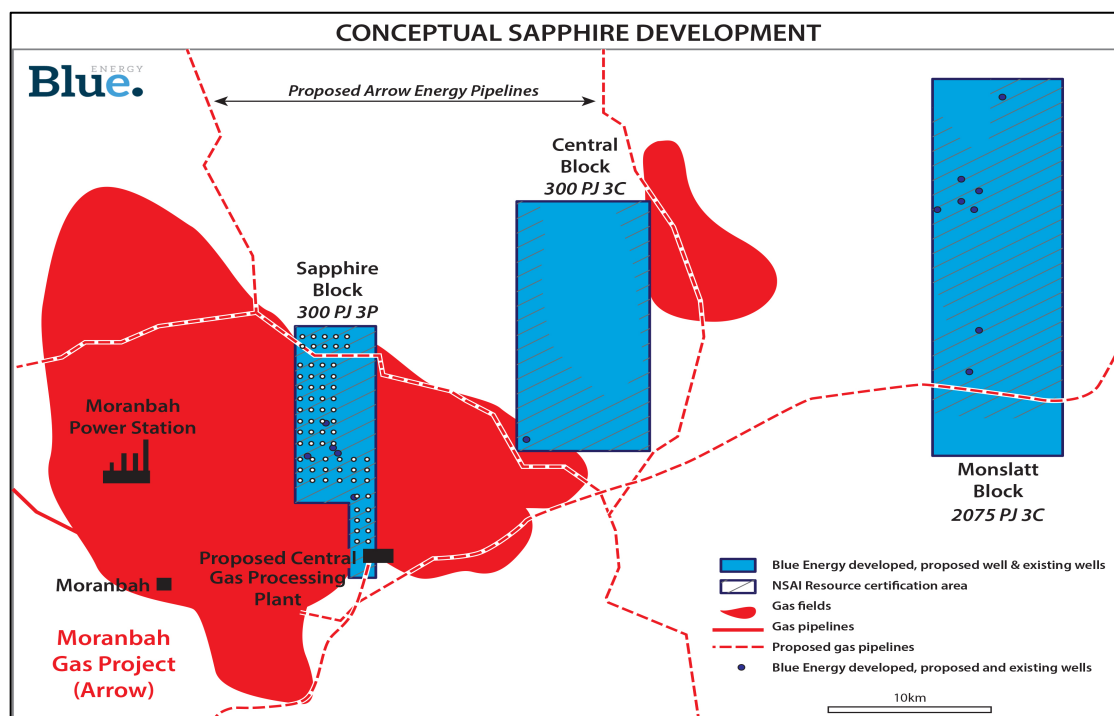 CONCEPTUAL SAPPHIRE DEVELOPMENT
ENERGY
Blue.
Proposed Arrow Energy Pipelines
Central
Block
300 PJ 3C
Sapphire
Block
300 PJ 3P
Moranbah
Power Station
Monslatt
Block
2075 PJ 3C
Proposed Central
Gas Processing
Plant
Moranbah
Moranbah
Gas Project
(Arrow)
Blue Energy developed, proposed well & existing wells
NSAI Resource certification area
Gas fields
Gas pipelines
Proposed gas pipelines
Blue Energy developed, proposed and existing wells
10km